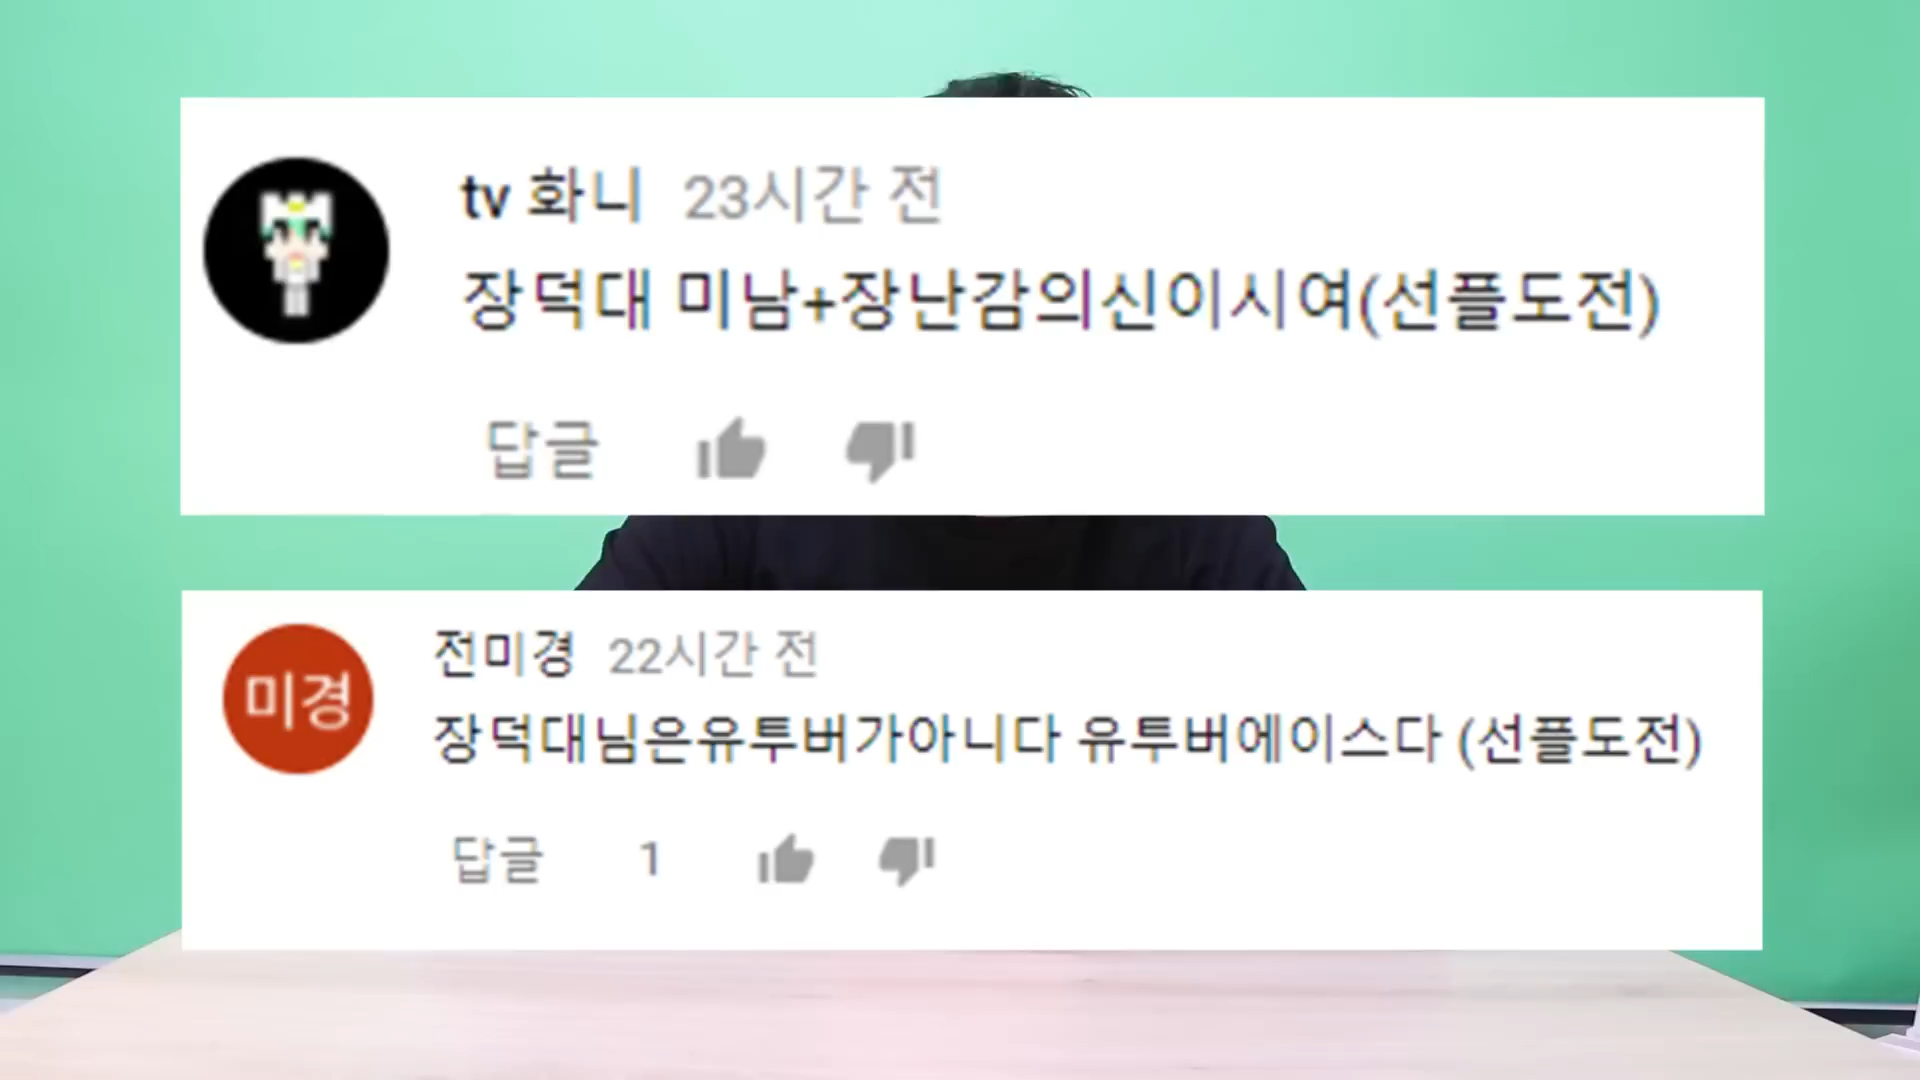 tv 화니 23시간 전
장덕대 미남+장난감의신이시여(선플도전)
답글
미경
전미경 22시간 전
장덕대님은유투버가아니다 유투버에이스다 (선플도전)
답글 1